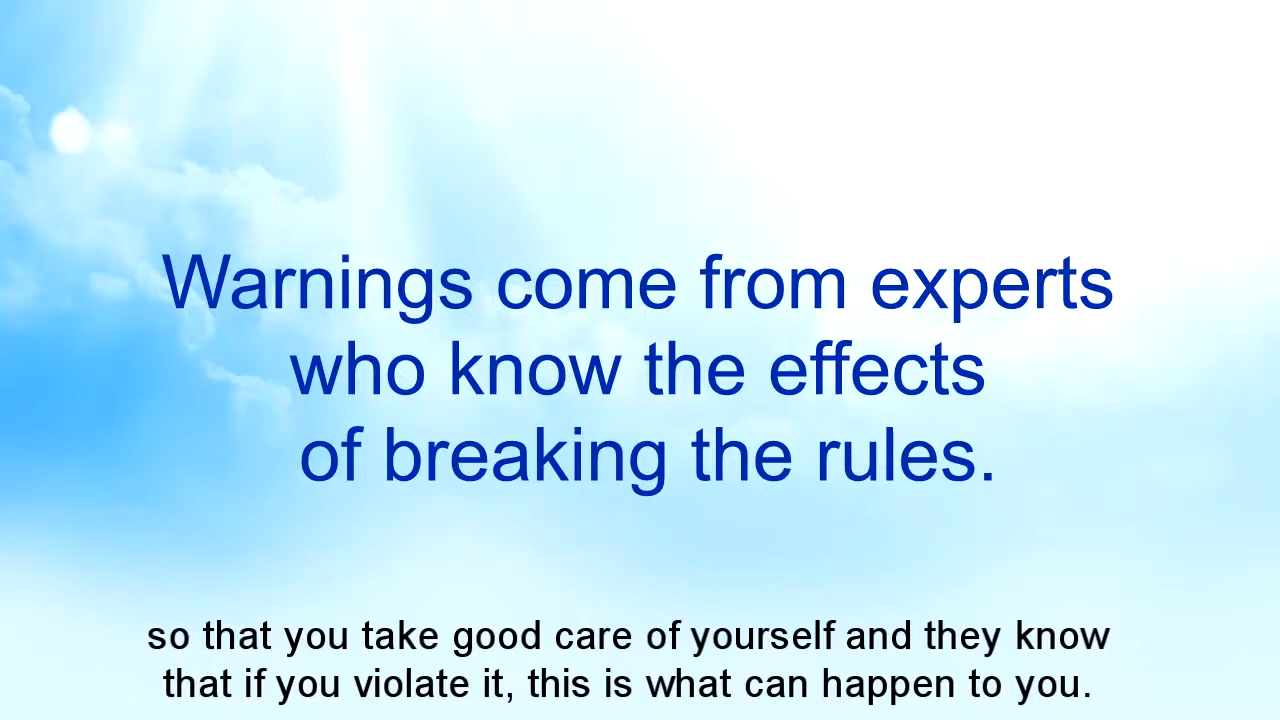 Warnings come from experts
who know the effects
of breaking the rules.
so that you take good care of yourself and they know
that if you violate it, this is what can happen to you.